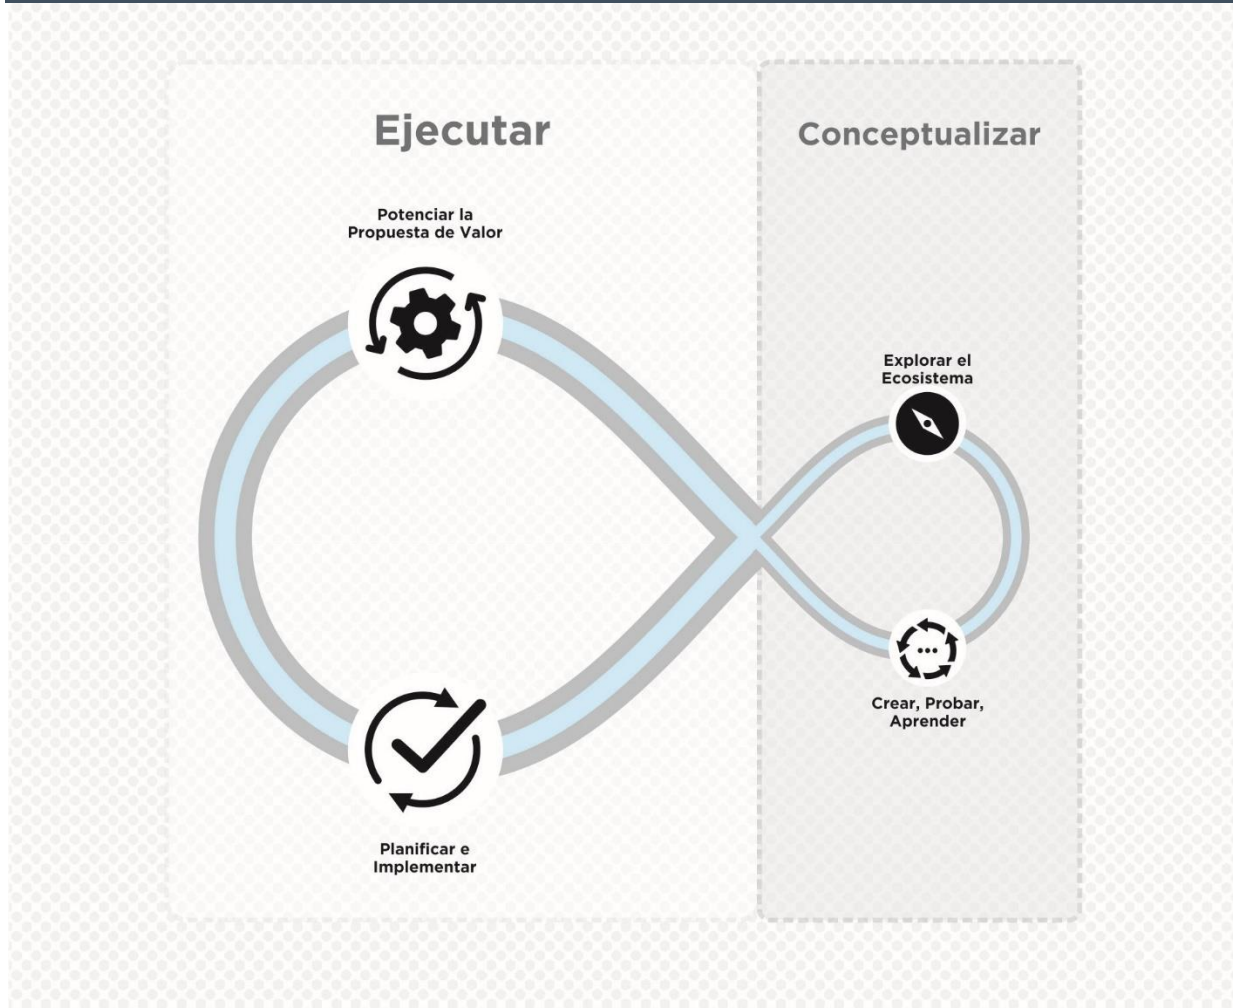 Ejecutar
Potenciar la
Propuesta de Valor
Planificar e
Implementar
Conceptualizar
Explorar el
Ecosistema
Crear, Probar,
Aprender